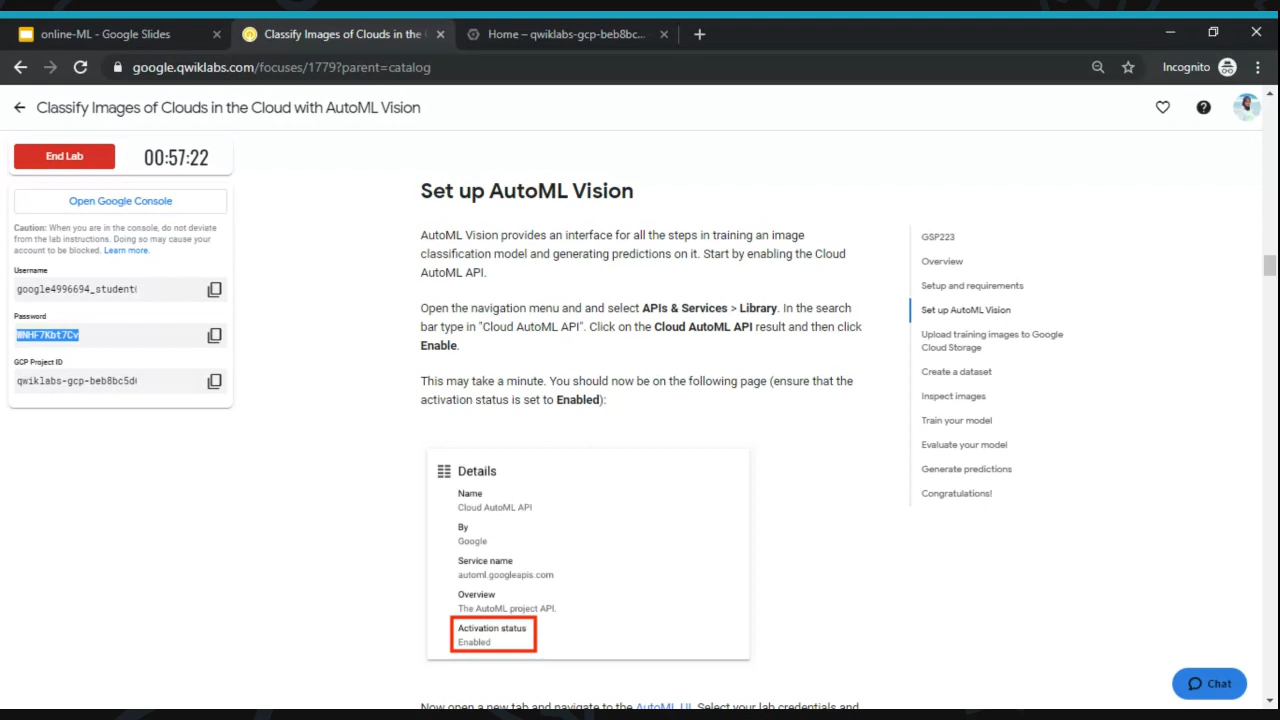 online-ML - Google Slides
Classify Images of Clouds in the
Home – qwiklabs-gcp-beb8bc...
google.qwiklabs.com/focuses/1779?parent=catalog
Incognito
Classify Images of Clouds in the Cloud with AutoML Vision
End Lab
00:57:22
Open Google Console
Caution: When you are in the console, do not deviate
from the lab instructions. Doing so may cause your
account to be blocked. Learn more.
Username
google4996694_student
Password
WNHF7Kbt7Cv
GCP Project ID
qwiklabs-gcp-beb8bc5d
Set up AutoML Vision
AutoML Vision provides an interface for all the steps in training an image
classification model and generating predictions on it. Start by enabling the Cloud
AutoML API.
Open the navigation menu and and select APIs & Services > Library. In the search
bar type in "Cloud AutoML API". Click on the Cloud AutoML API result and then click
Enable.
This may take a minute. You should now be on the following page (ensure that the
activation status is set to Enabled):
Details
Name
Cloud AutoML API
By
Google
Service name
automl.googleapis.com
Overview
The AutoML project API.
Activation status
Enabled
Now open a new tab and navigate to the AutoML UI. Select your lab credentials and
GSP223
Overview
Setup and requirements
Set up AutoML Vision
Upload training images to Google
Cloud Storage
Create a dataset
Inspect images
Train your model
Evaluate your model
Generate predictions
Congratulations!
Chat